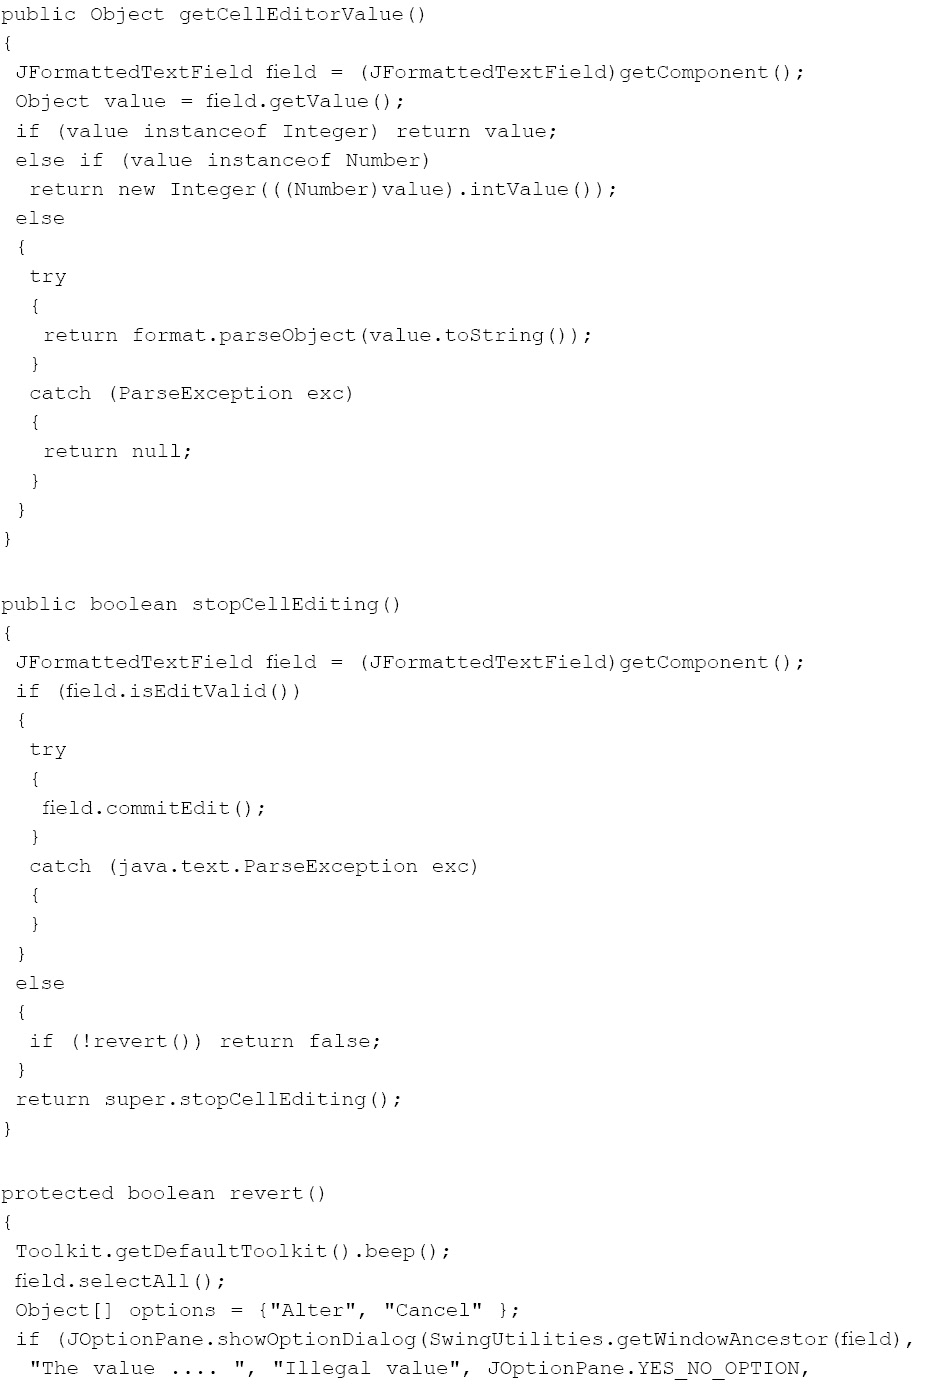 public Object getCellEditorValue()
{
JFormattedTextField field = (JFormattedTextField)getComponent();
Object value = field.getValue();
if (value instanceof Integer) return value;
else if (value instanceof Number)
return new Integer(((Number)value).intValue());
else
{
try
{
return format.parseObject(value.toString());
}
catch (ParseException exc)
{
return null;
}
}
}
public boolean stopCellEditing()
{
JFormattedTextField field = (JFormattedTextField)getComponent();
if (field.isEditValid())
{
try
{
field.commitEdit();
}
catch (java.text.ParseException exc)
{
}
}
else
{
if (!revert()) return false;
}
return super.stopCellEditing();
}
protected boolean revert()
{
Toolkit.getDefaultToolkit().beep();
field.selectAll();
Object[] options = {"Alter", "Cancel" };
if (JOptionPane.showOptionDialog(SwingUtilities.getWindowAncestor(field),
"The value .... ", "Illegal value", JOptionPane.YES_NO_OPTION,